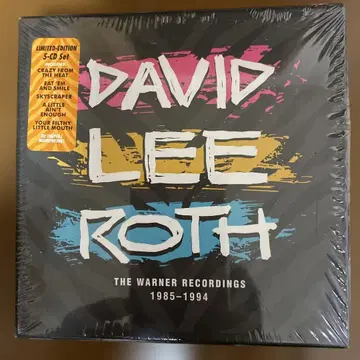 LIMITED-EDITION
5-CD Set
CRAZY FROM
THE HEAT
EAT 'EM
AND SMILE
SKYSCRAPER
A LITTLE
AIN'T
ENOUGH
YOUR FILTHY
LITTLE MOUTH
DAVID
LEE
ROTH
THE WARNER RECORDINGS
1985–1994